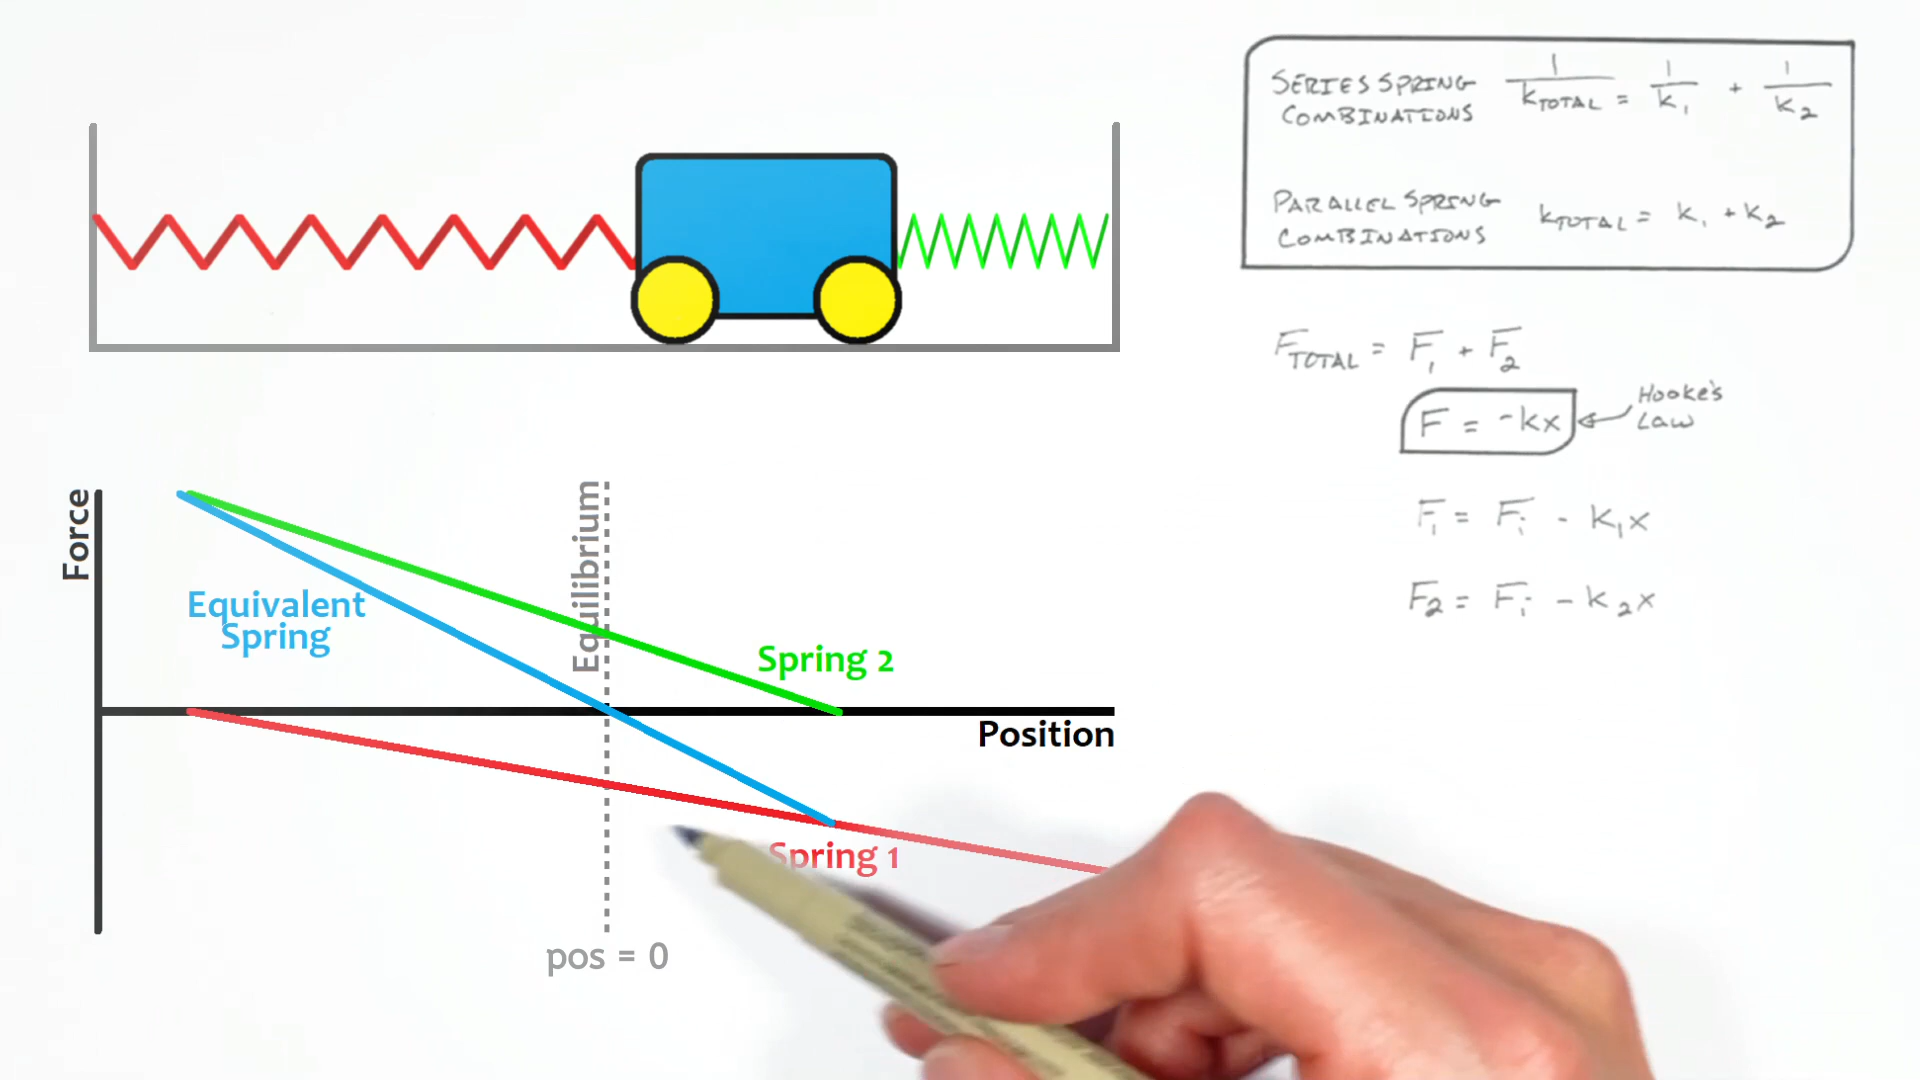 SERIES SPRING COMBINATIONS 1/kTOTAL = 1/k1 + 1/k2
PARALLEL SPRING COMBINATIONS kTOTAL = k1 + k2
FTOTAL = F1 + F2
F = -kx
Hooke's
Law
F1 = Fi - k1x
F2 = Fi - k2x
Force
Equilibrium
Equivalent
Spring
Spring 2
Position
Spring 1
pos = 0